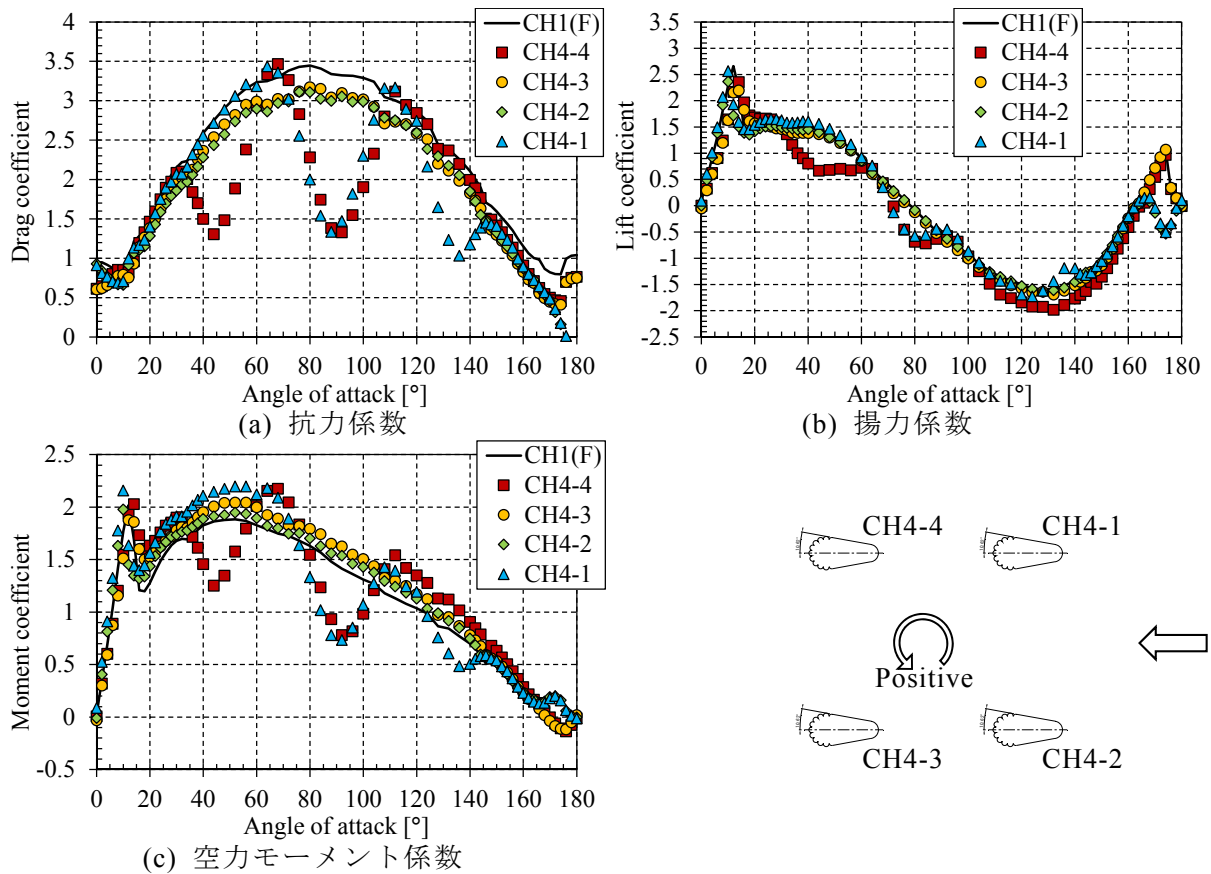 Drag coefficient
4
3.5
3
2.5
2
1.5
1
0.5
0
0 20 40 60 80 100 120 140 160 180
Angle of attack [°]
CH1(F)
CH4-4
CH4-3
CH4-2
CH4-1
(a) 抗力係数
Lift coefficient
3.5
3
2.5
2
1.5
1
0.5
0
-0.5
-1
-1.5
-2
-2.5
0 20 40 60 80 100 120 140 160 180
Angle of attack [°]
CH1(F)
CH4-4
CH4-3
CH4-2
CH4-1
(b) 揚力係数
Moment coefficient
2.5
2
1.5
1
0.5
0
-0.5
0 20 40 60 80 100 120 140 160 180
Angle of attack [°]
CH1(F)
CH4-4
CH4-3
CH4-2
CH4-1
(c) 空力モーメント係数
CH4-4 CH4-1
Positive
CH4-3 CH4-2